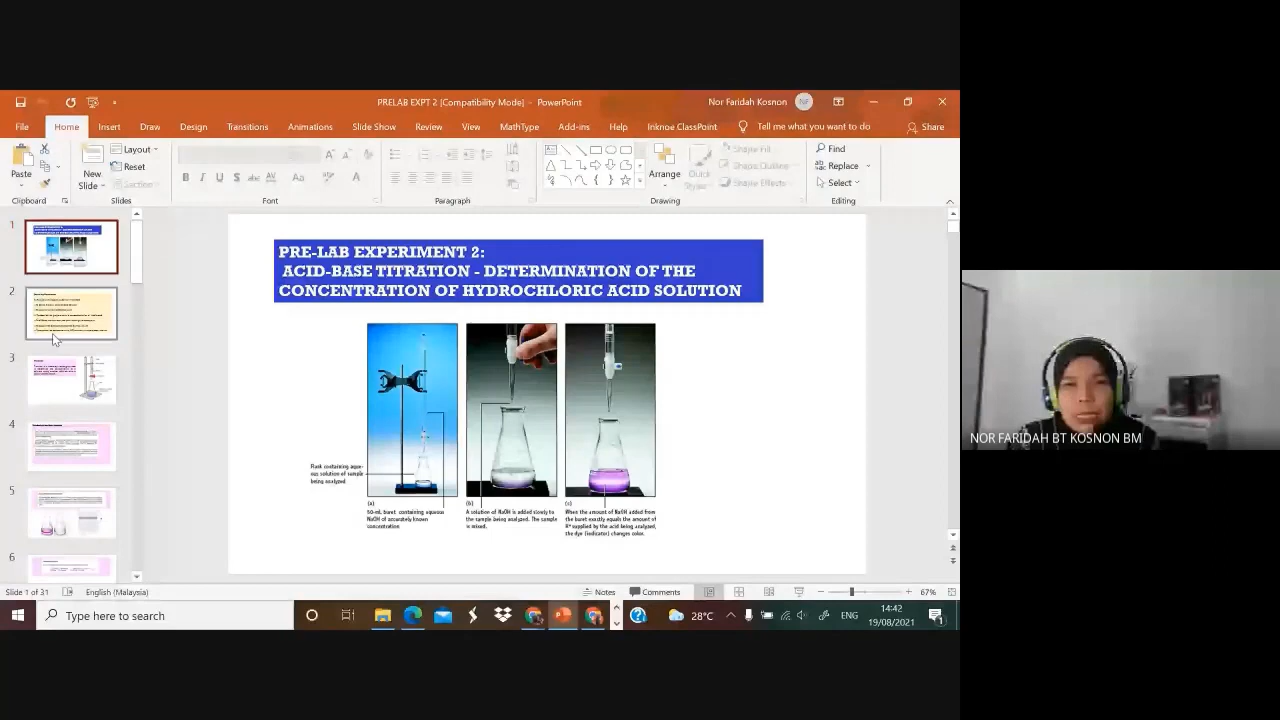 PRELAB EXPT 2 [Compatibility Mode] - PowerPoint
Nor Faridah Kosnon
NF
File Home Insert Draw Design Transitions Animations Slide Show Review View MathType Add-ins Help Inknoe ClassPoint Tell me what you want to do Share
Paste
New
Slide
Layout
Reset
Section
Arrange
Quick
Styles
Shape Fill
Shape Outline
Shape Effects
Find
Replace
Select
Clipboard Slides Font Paragraph Drawing Editing
1
2
3
4
5
6
PRE-LAB EXPERIMENT 2:
ACID-BASE TITRATION - DETERMINATION OF THE
CONCENTRATION OF HYDROCHLORIC ACID SOLUTION
Flask containing aque-
ous solution of sample
being analyzed
(a)
50-mL buret containing aqueous
NaOH of accurately known
concentration
(b)
A solution of NaOH is added slowly to
the sample being analyzed. The sample
is mixed.
(c)
When the amount of NaOH added from
the buret exactly equals the amount of
H+ supplied by the acid being analyzed,
the dye (indicator) changes color.
NOR FARIDAH BT KOSNON BM
Slide 1 of 31 English (Malaysia) Notes Comments 67%
Type here to search
28°C
ENG
14:42
19/08/2021
1